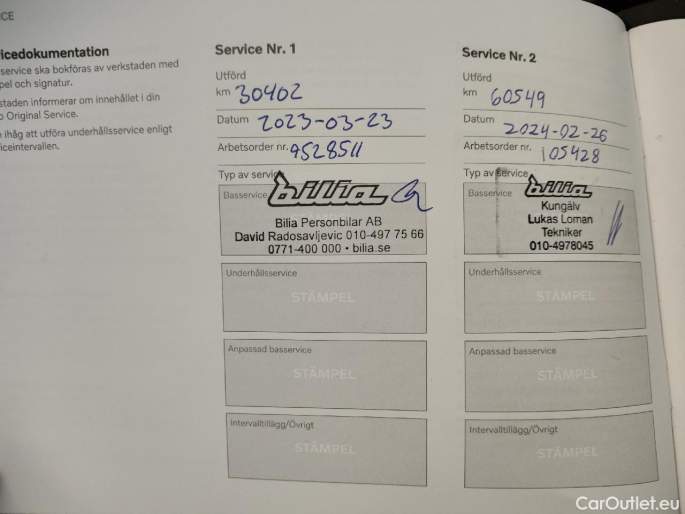 CE
icedokumentation
service ska bokföras av verkstaden med
pel och signatur.
staden informerar om innehållet i din
o Original Service.
ihåg att utföra underhållsservice enligt
iceintervallen.
Service Nr. 1
Utförd
km 30402
Datum 2023-03-23
Arbetsorder nr. 9528511
Typ av service
Basservice bilia
Bilia Personbilar AB
David Radosavljevic 010-497 75 66
0771-400 000 • bilia.se
Underhållsservice
STÄMPEL
Anpassad basservice
STÄMPEL
Intervalltillägg/Övrigt
STÄMPEL
Service Nr. 2
Utförd
km 60549
Datum 2024-02-26
Arbetsorder nr. 105428
Typ av service
Basservice bilia
Kungälv
Lukas Loman
Tekniker
010-4978045
Underhållsservice
STÄMPEL
Anpassad basservice
STÄMPEL
Intervalltillägg/Övrigt
STÄMPEL
CarOutlet.eu